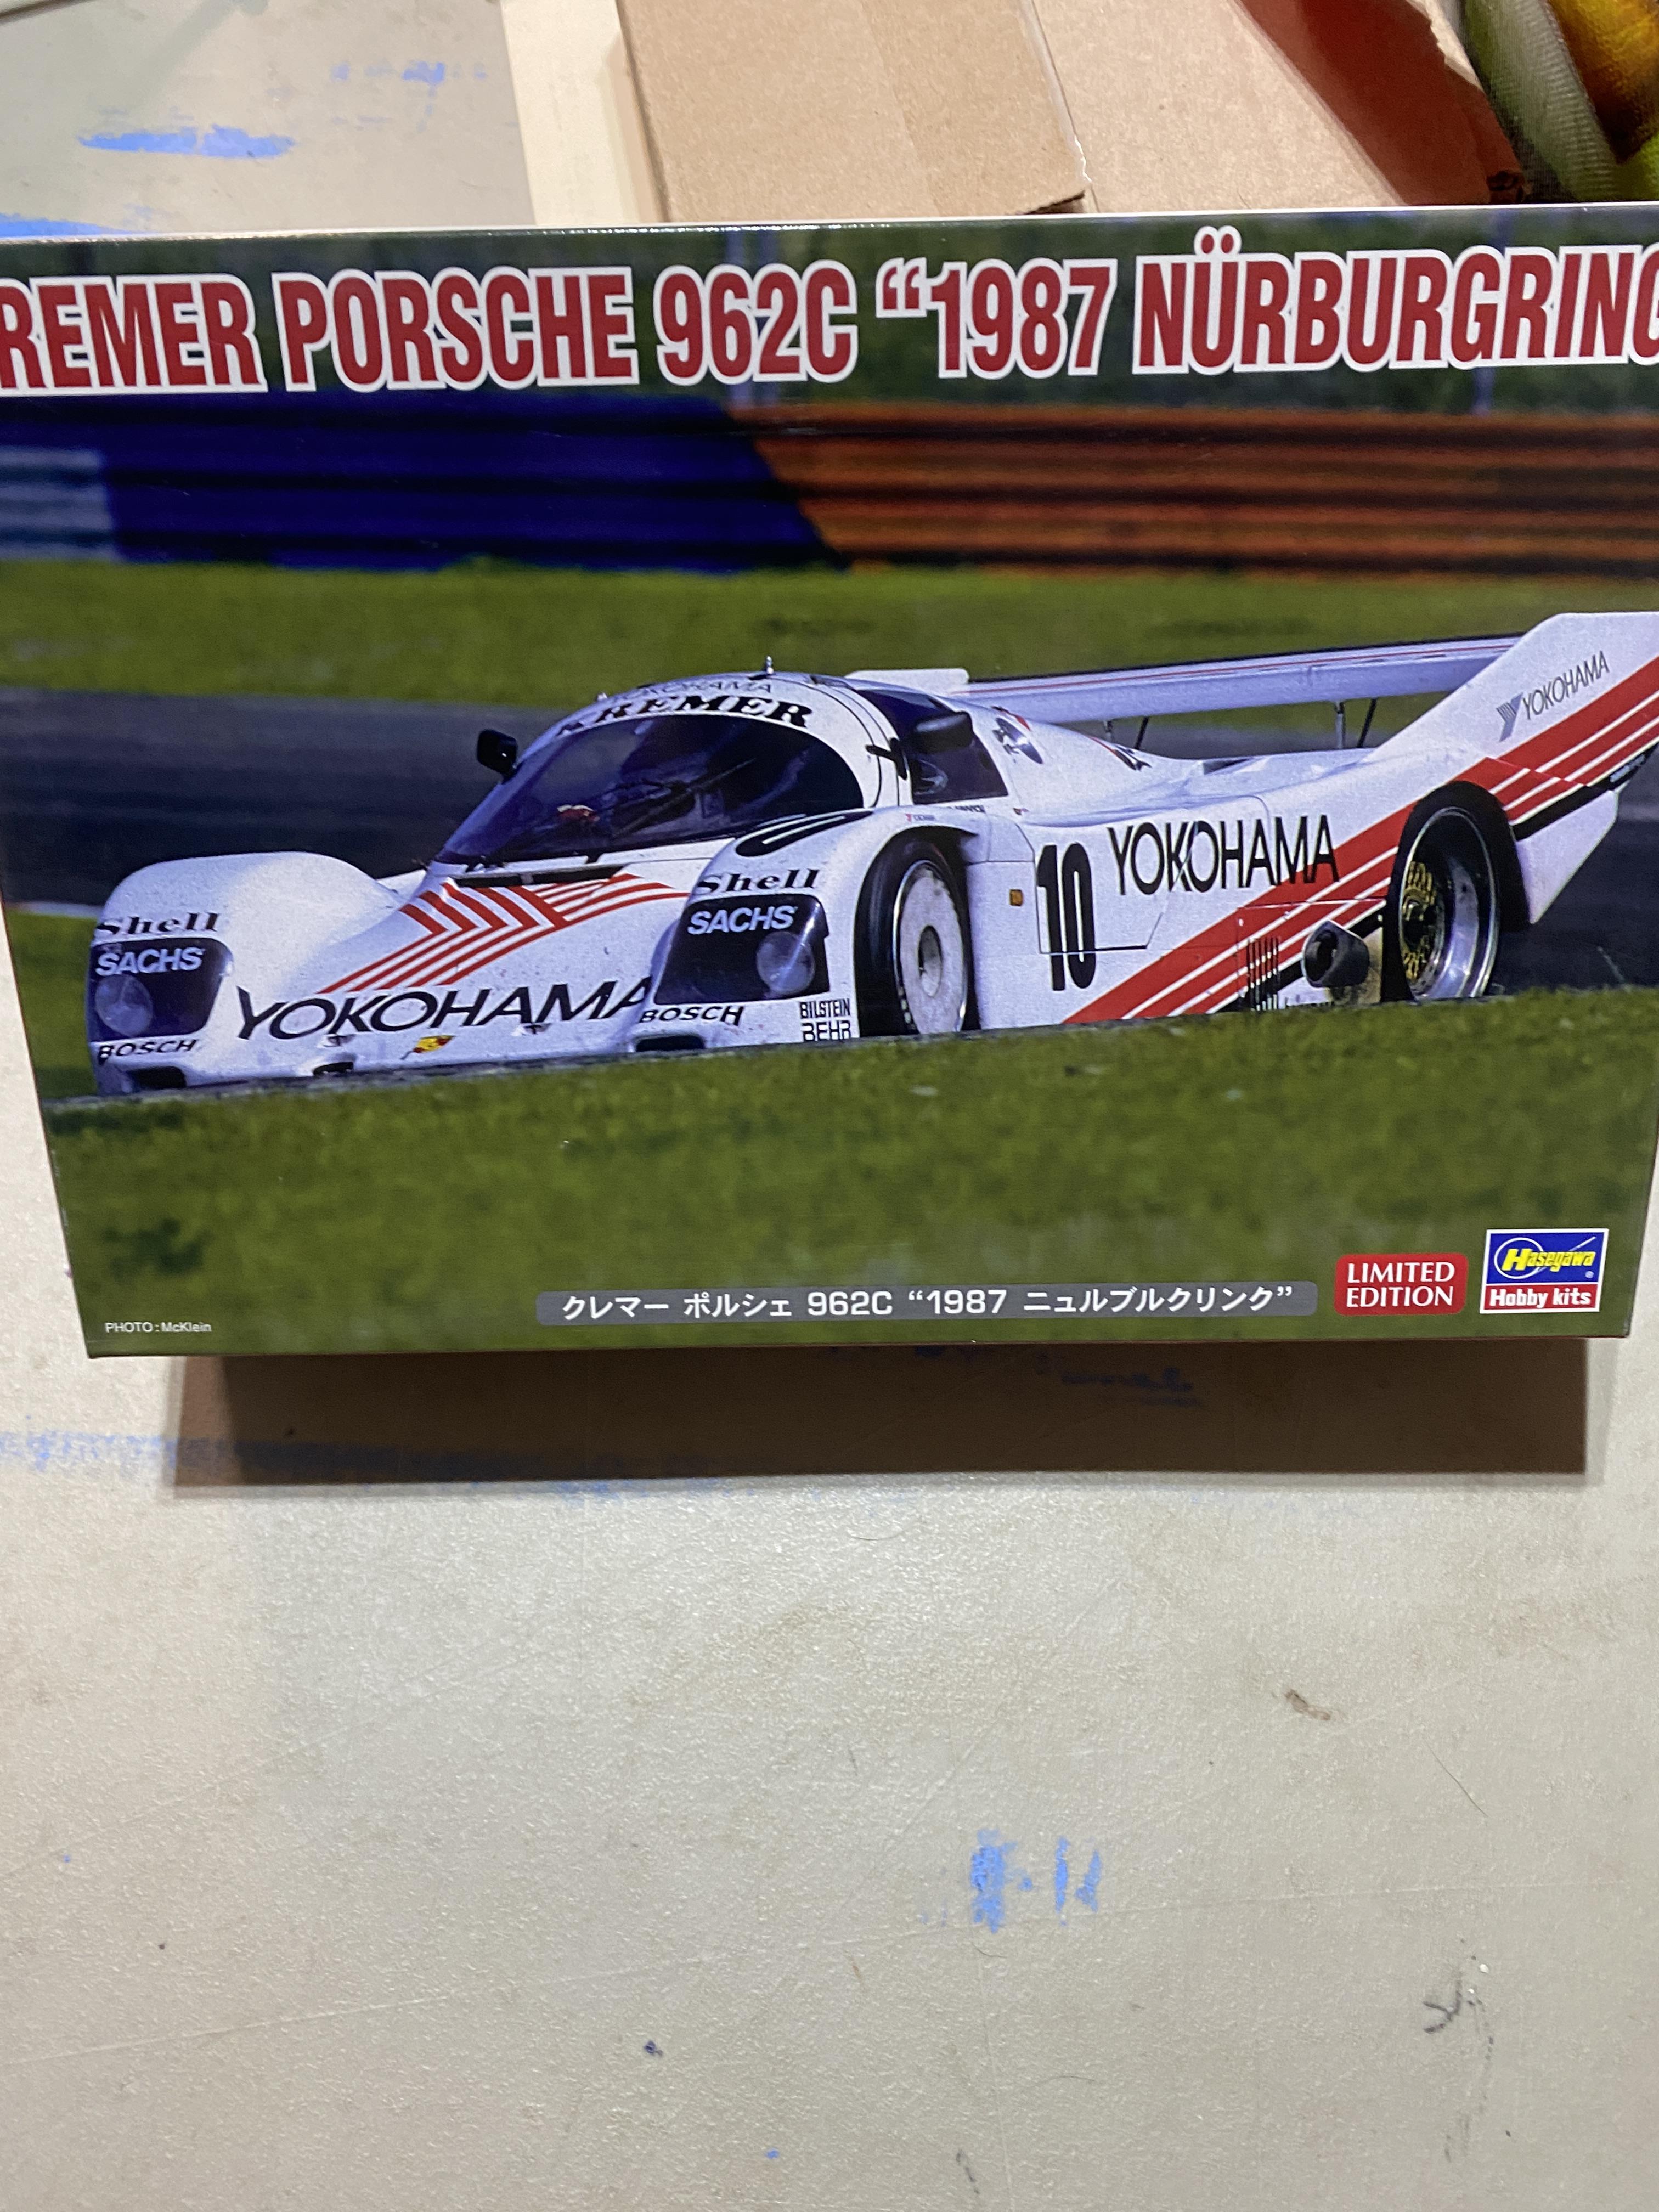 REMER PORSCHE 962C “1987 NÜRBURGRING
YOKOHAMA
KREMER
YOKOHAMA
Shell
SACHS
Shell
SACHS
10
YOKOHAMA
YOKOHAMA
BOSCH
BOSCH
BILSTEIN
BEHR
クレマー ポルシェ 962C “1987 ニュルブルクリンク”
LIMITED
EDITION
Hasegawa
Hobby kits
PHOTO : McKlein